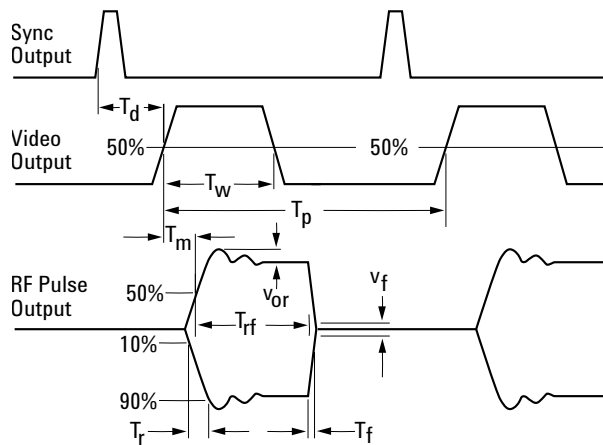 Sync
Output
Td
Video
Output
50%
50%
Tw
Tp
Tm
RF Pulse
Output
50%
vor
vf
Trf
10%
90%
Tr
Tf